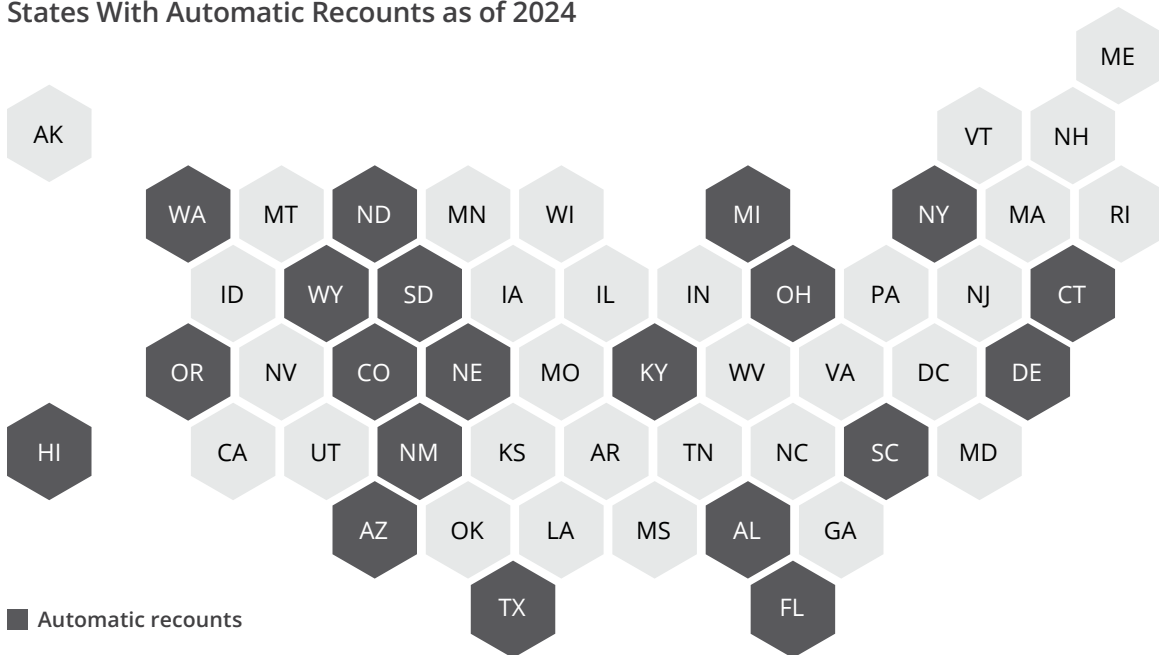 States With Automatic Recounts as of 2024
ME
AK VT NH
WA MT ND MN WI MI NY MA RI
ID WY SD IA IL IN OH PA NJ CT
OR NV CO NE MO KY WV VA DC DE
HI CA UT NM KS AR TN NC SC MD
AZ OK LA MS AL GA
TX FL
Automatic recounts